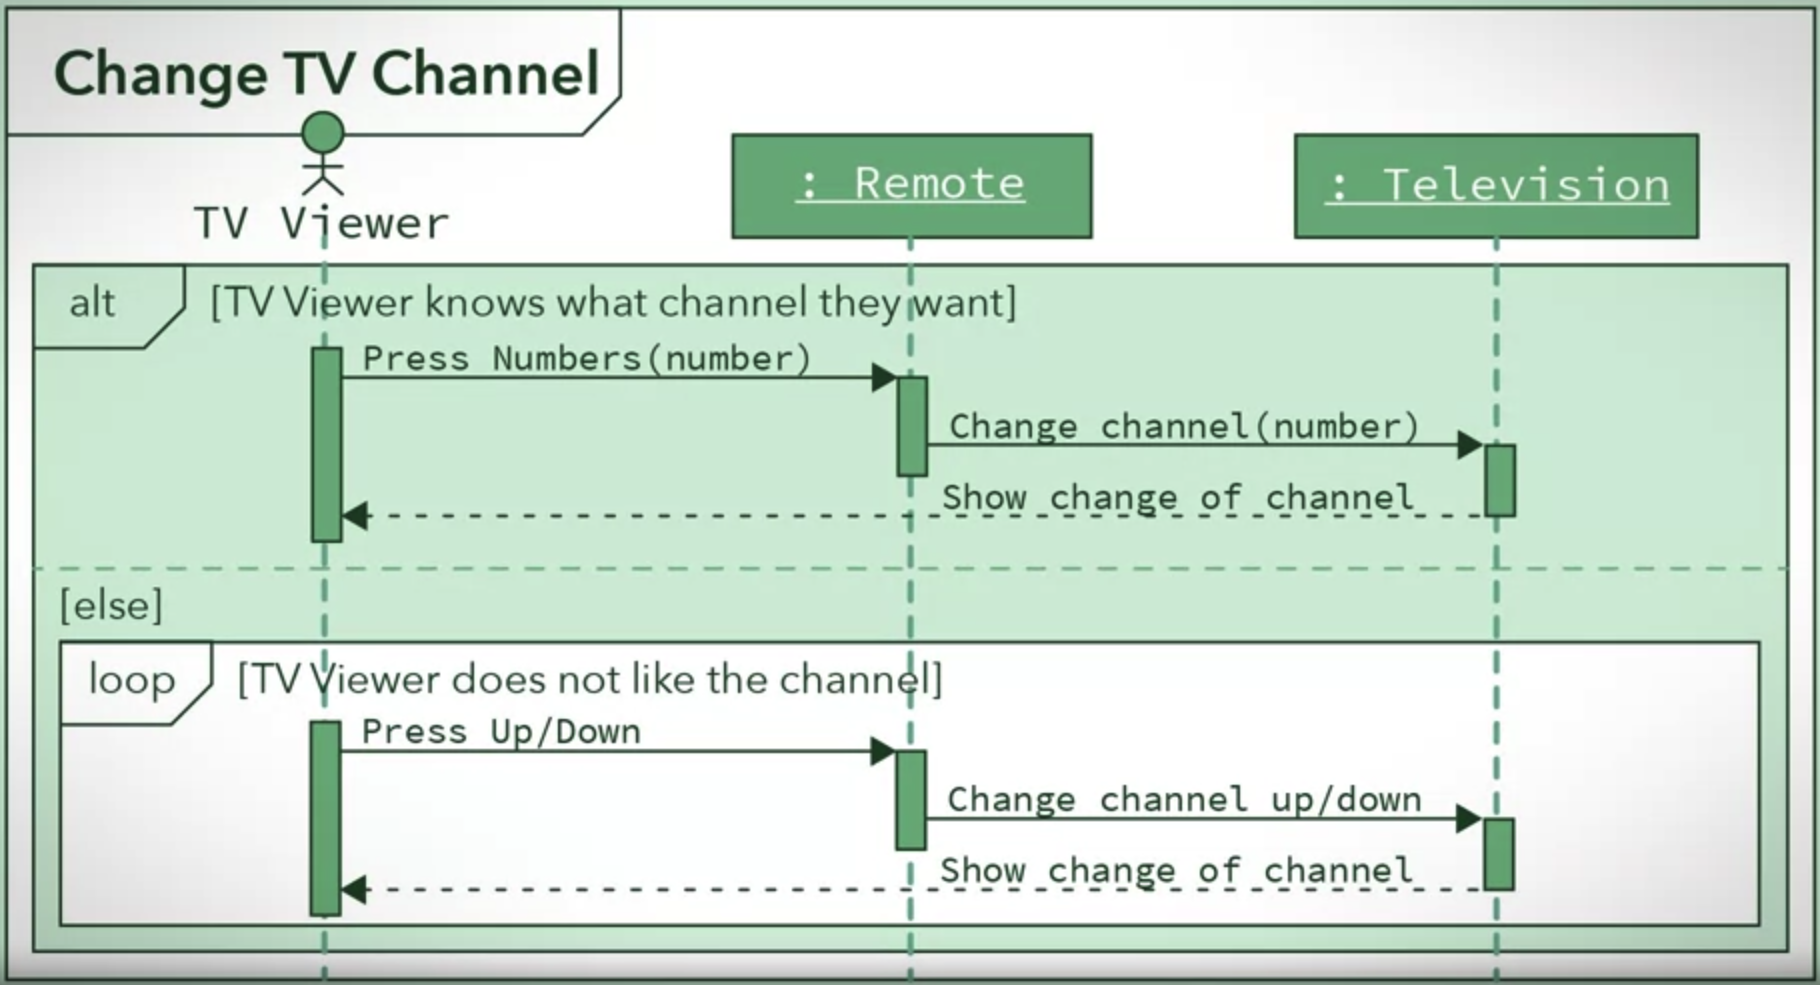 Change TV Channel
TV Viewer
: Remote
: Television
alt
[TV Viewer knows what channel they want]
Press Numbers(number)
Change channel(number)
Show change of channel
[else]
loop
[TV Viewer does not like the channel]
Press Up/Down
Change channel up/down
Show change of channel